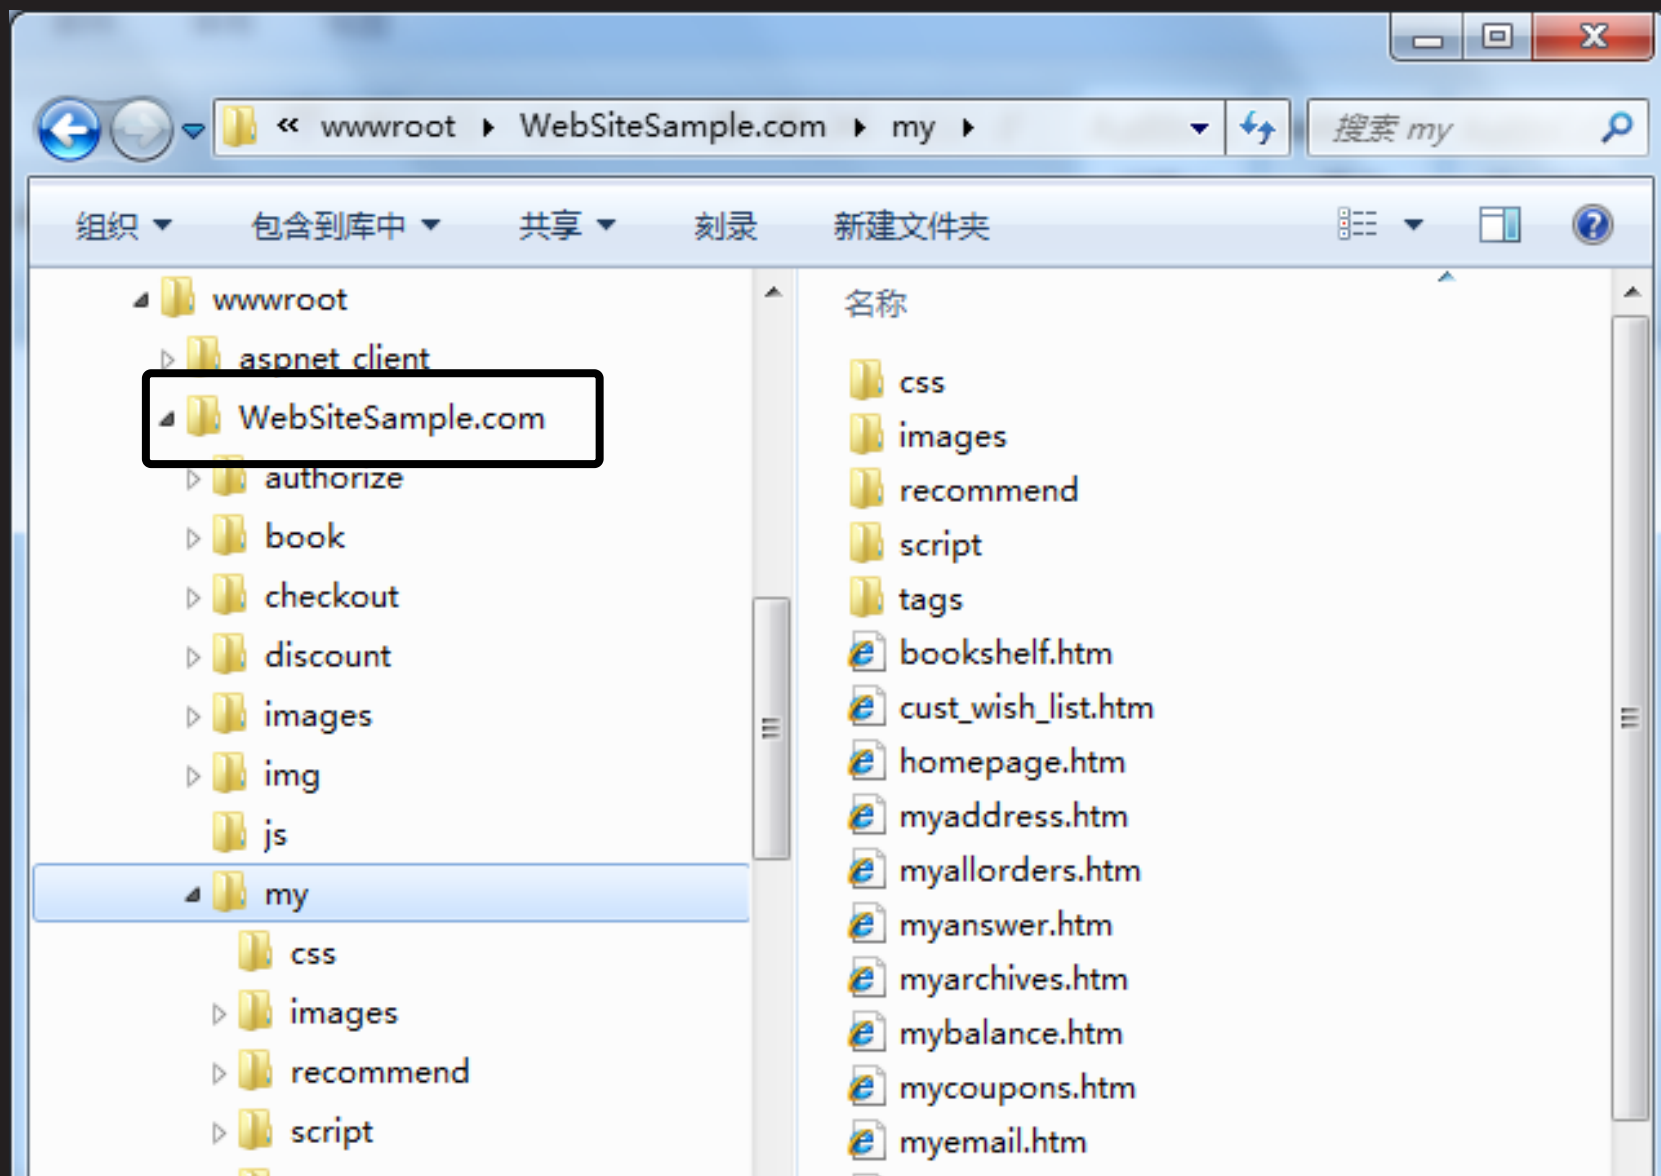 « wwwroot ▸ WebSiteSample.com ▸ my ▸
搜索 my
组织 包含到库中 共享 刻录 新建文件夹
wwwroot
aspnet_client
WebSiteSample.com
authorize
book
checkout
discount
images
img
js
my
css
images
recommend
script
名称
css
images
recommend
script
tags
bookshelf.htm
cust_wish_list.htm
homepage.htm
myaddress.htm
myallorders.htm
myanswer.htm
myarchives.htm
mybalance.htm
mycoupons.htm
myemail.htm